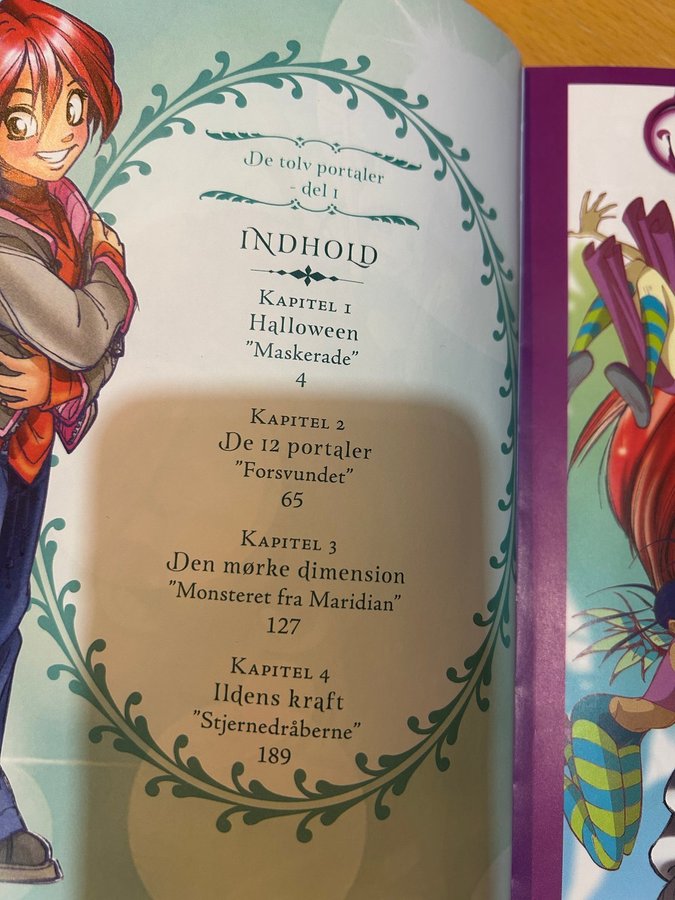 De tolv portaler
- del 1
INDHOLD
KAPITEL 1
Halloween
"Maskerade"
4
KAPITEL 2
De 12 portaler
"Forsvundet"
65
KAPITEL 3
Den mørke dimension
"Monsteret fra Maridian"
127
KAPITEL 4
Ildens kraft
"Stjernedråberne"
189